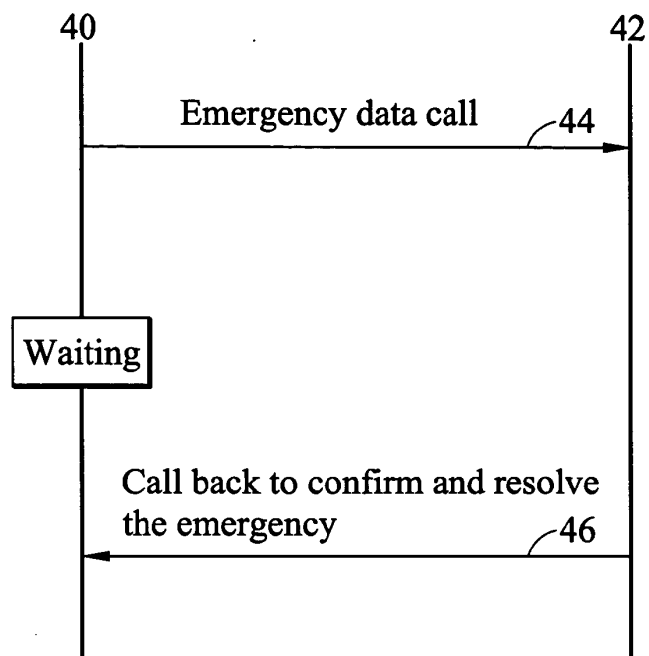 40
42
Emergency data call
44
Waiting
Call back to confirm and resolve
the emergency
46